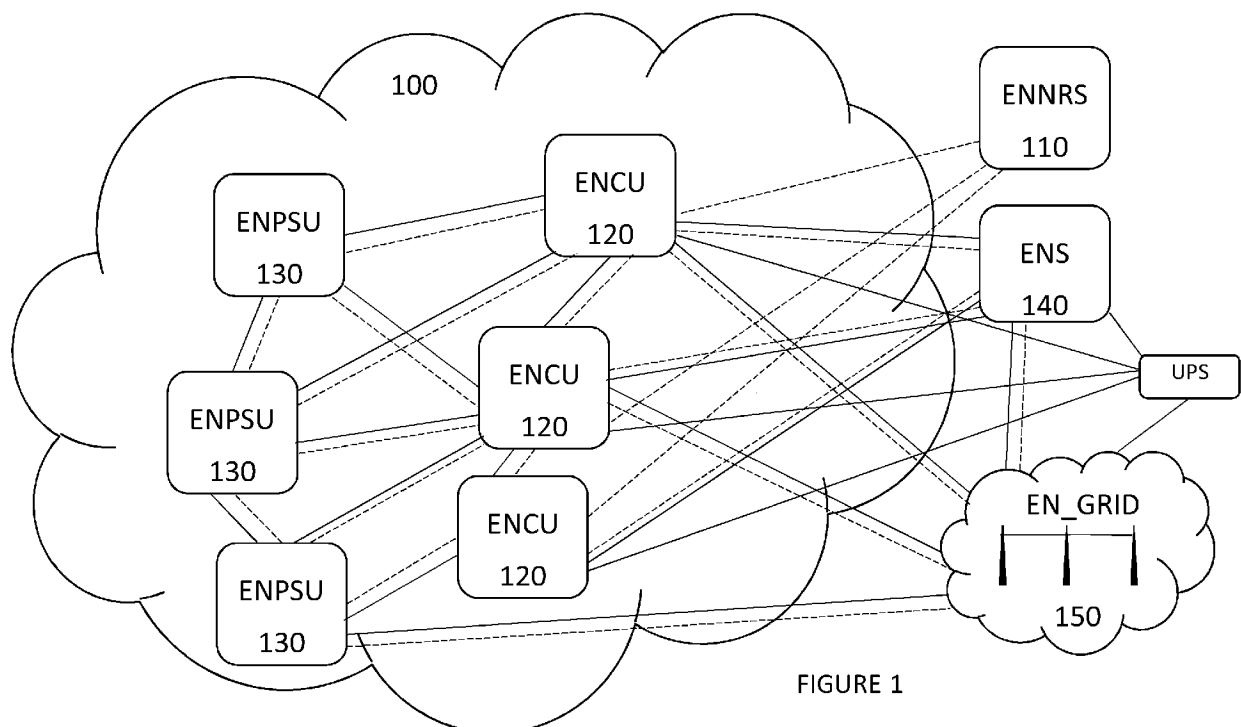 100
ENNRS
110
ENCU
120
ENPSU
130
ENS
140
ENCU
120
UPS
ENPSU
130
ENCU
120
EN_GRID
150
ENPSU
130
FIGURE 1